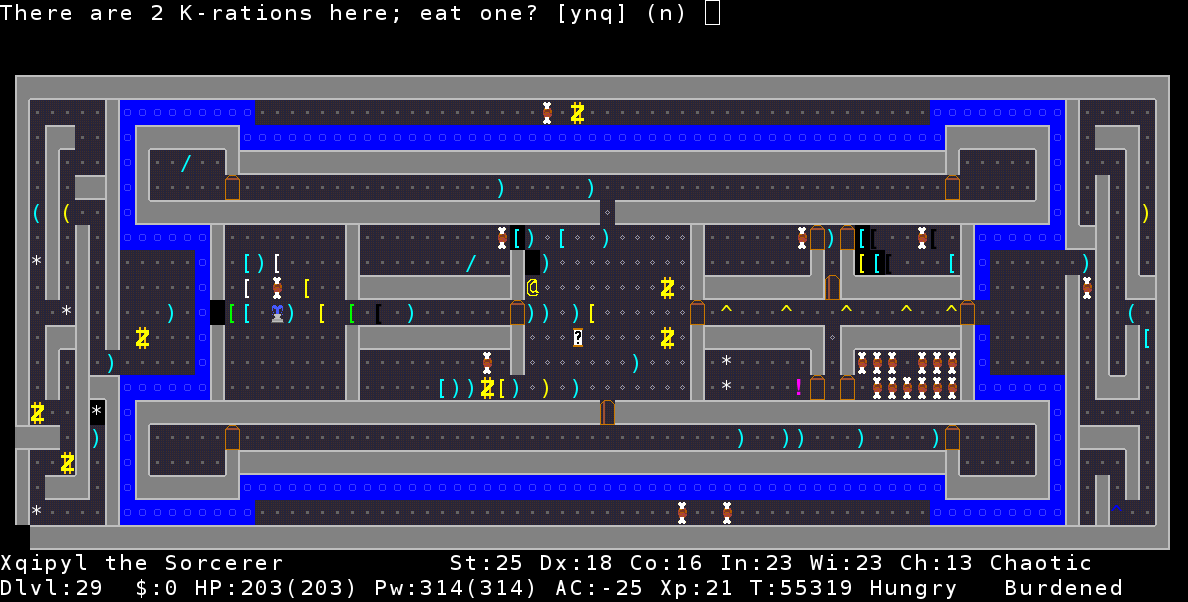 There are 2 K-rations here; eat one? [ynq] (n)
Xqipyl the Sorcerer St:25 Dx:18 Co:16 In:23 Wi:23 Ch:13 Chaotic
Dlvl:29 $:0 HP:203(203) Pw:314(314) AC:-25 Xp:21 T:55319 Hungry Burdened